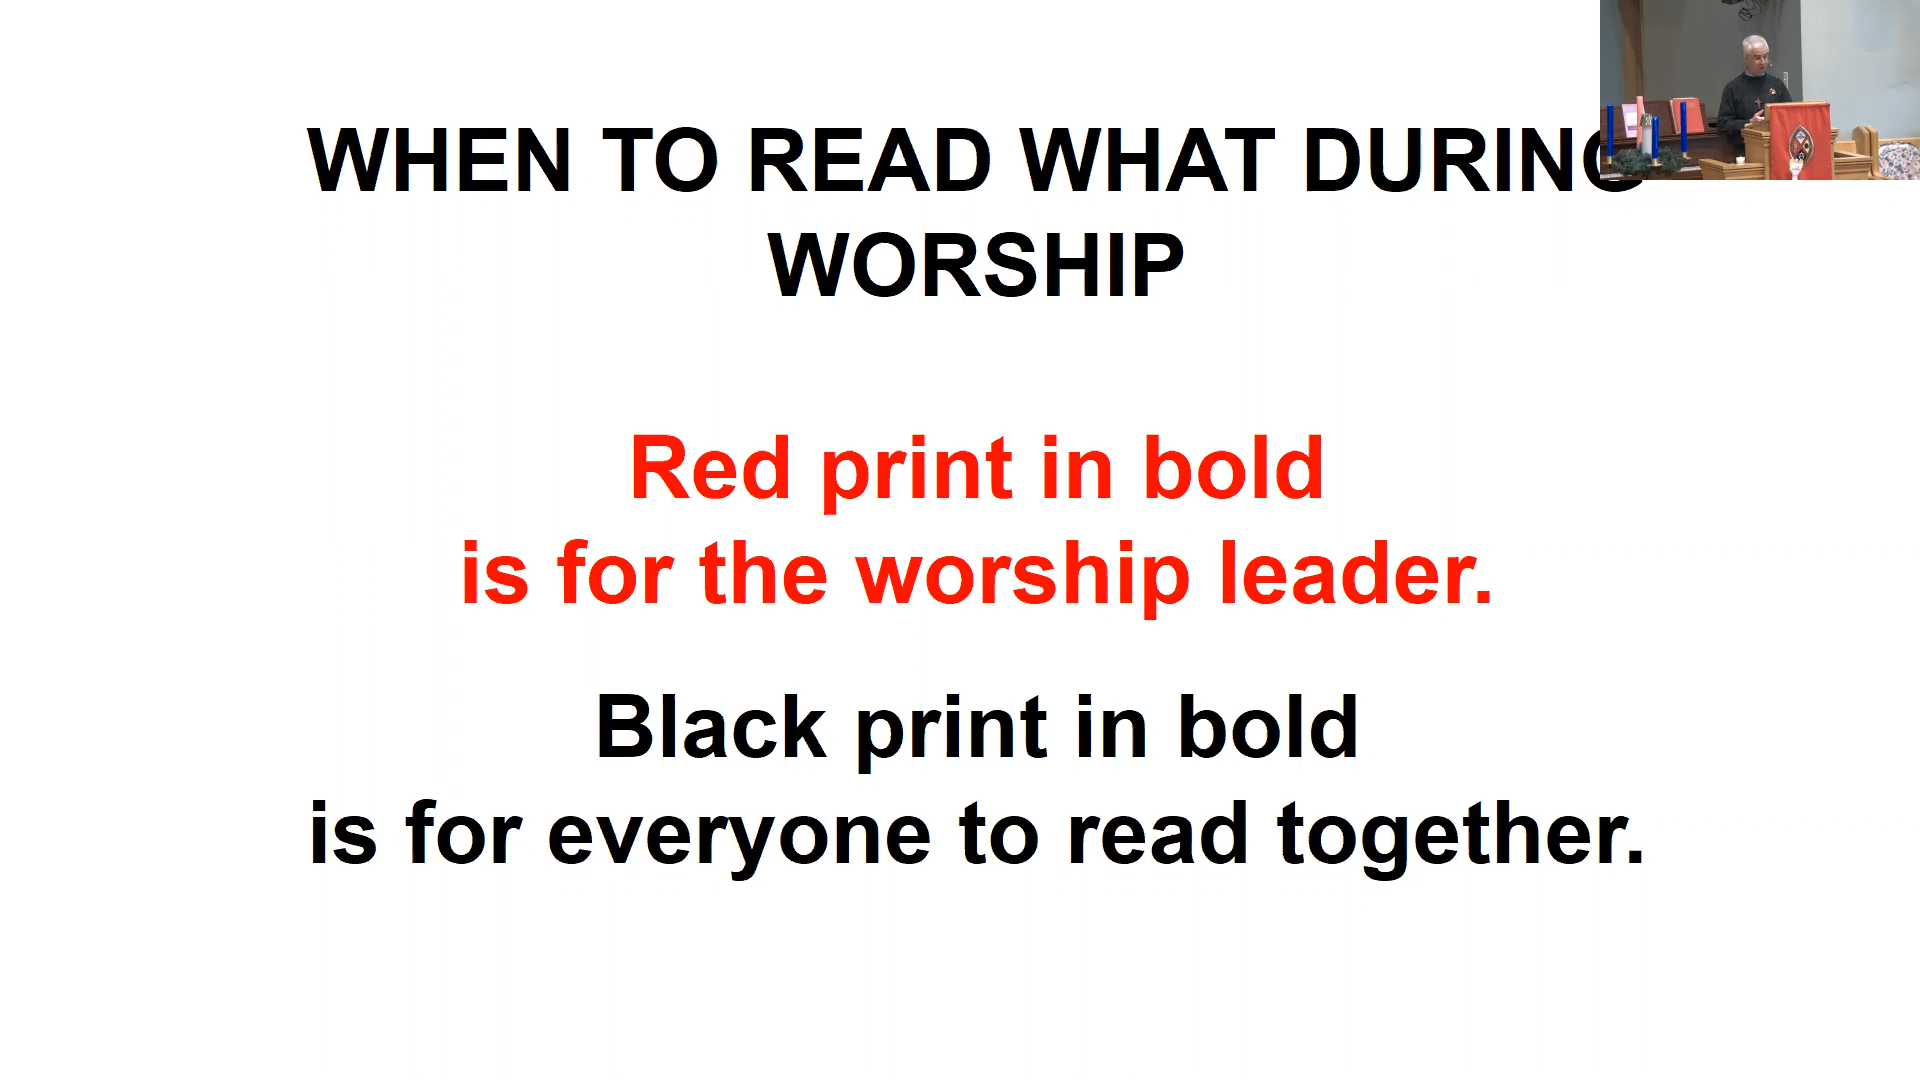 WHEN TO READ WHAT DURING
WORSHIP
Red print in bold
is for the worship leader.
Black print in bold
is for everyone to read together.